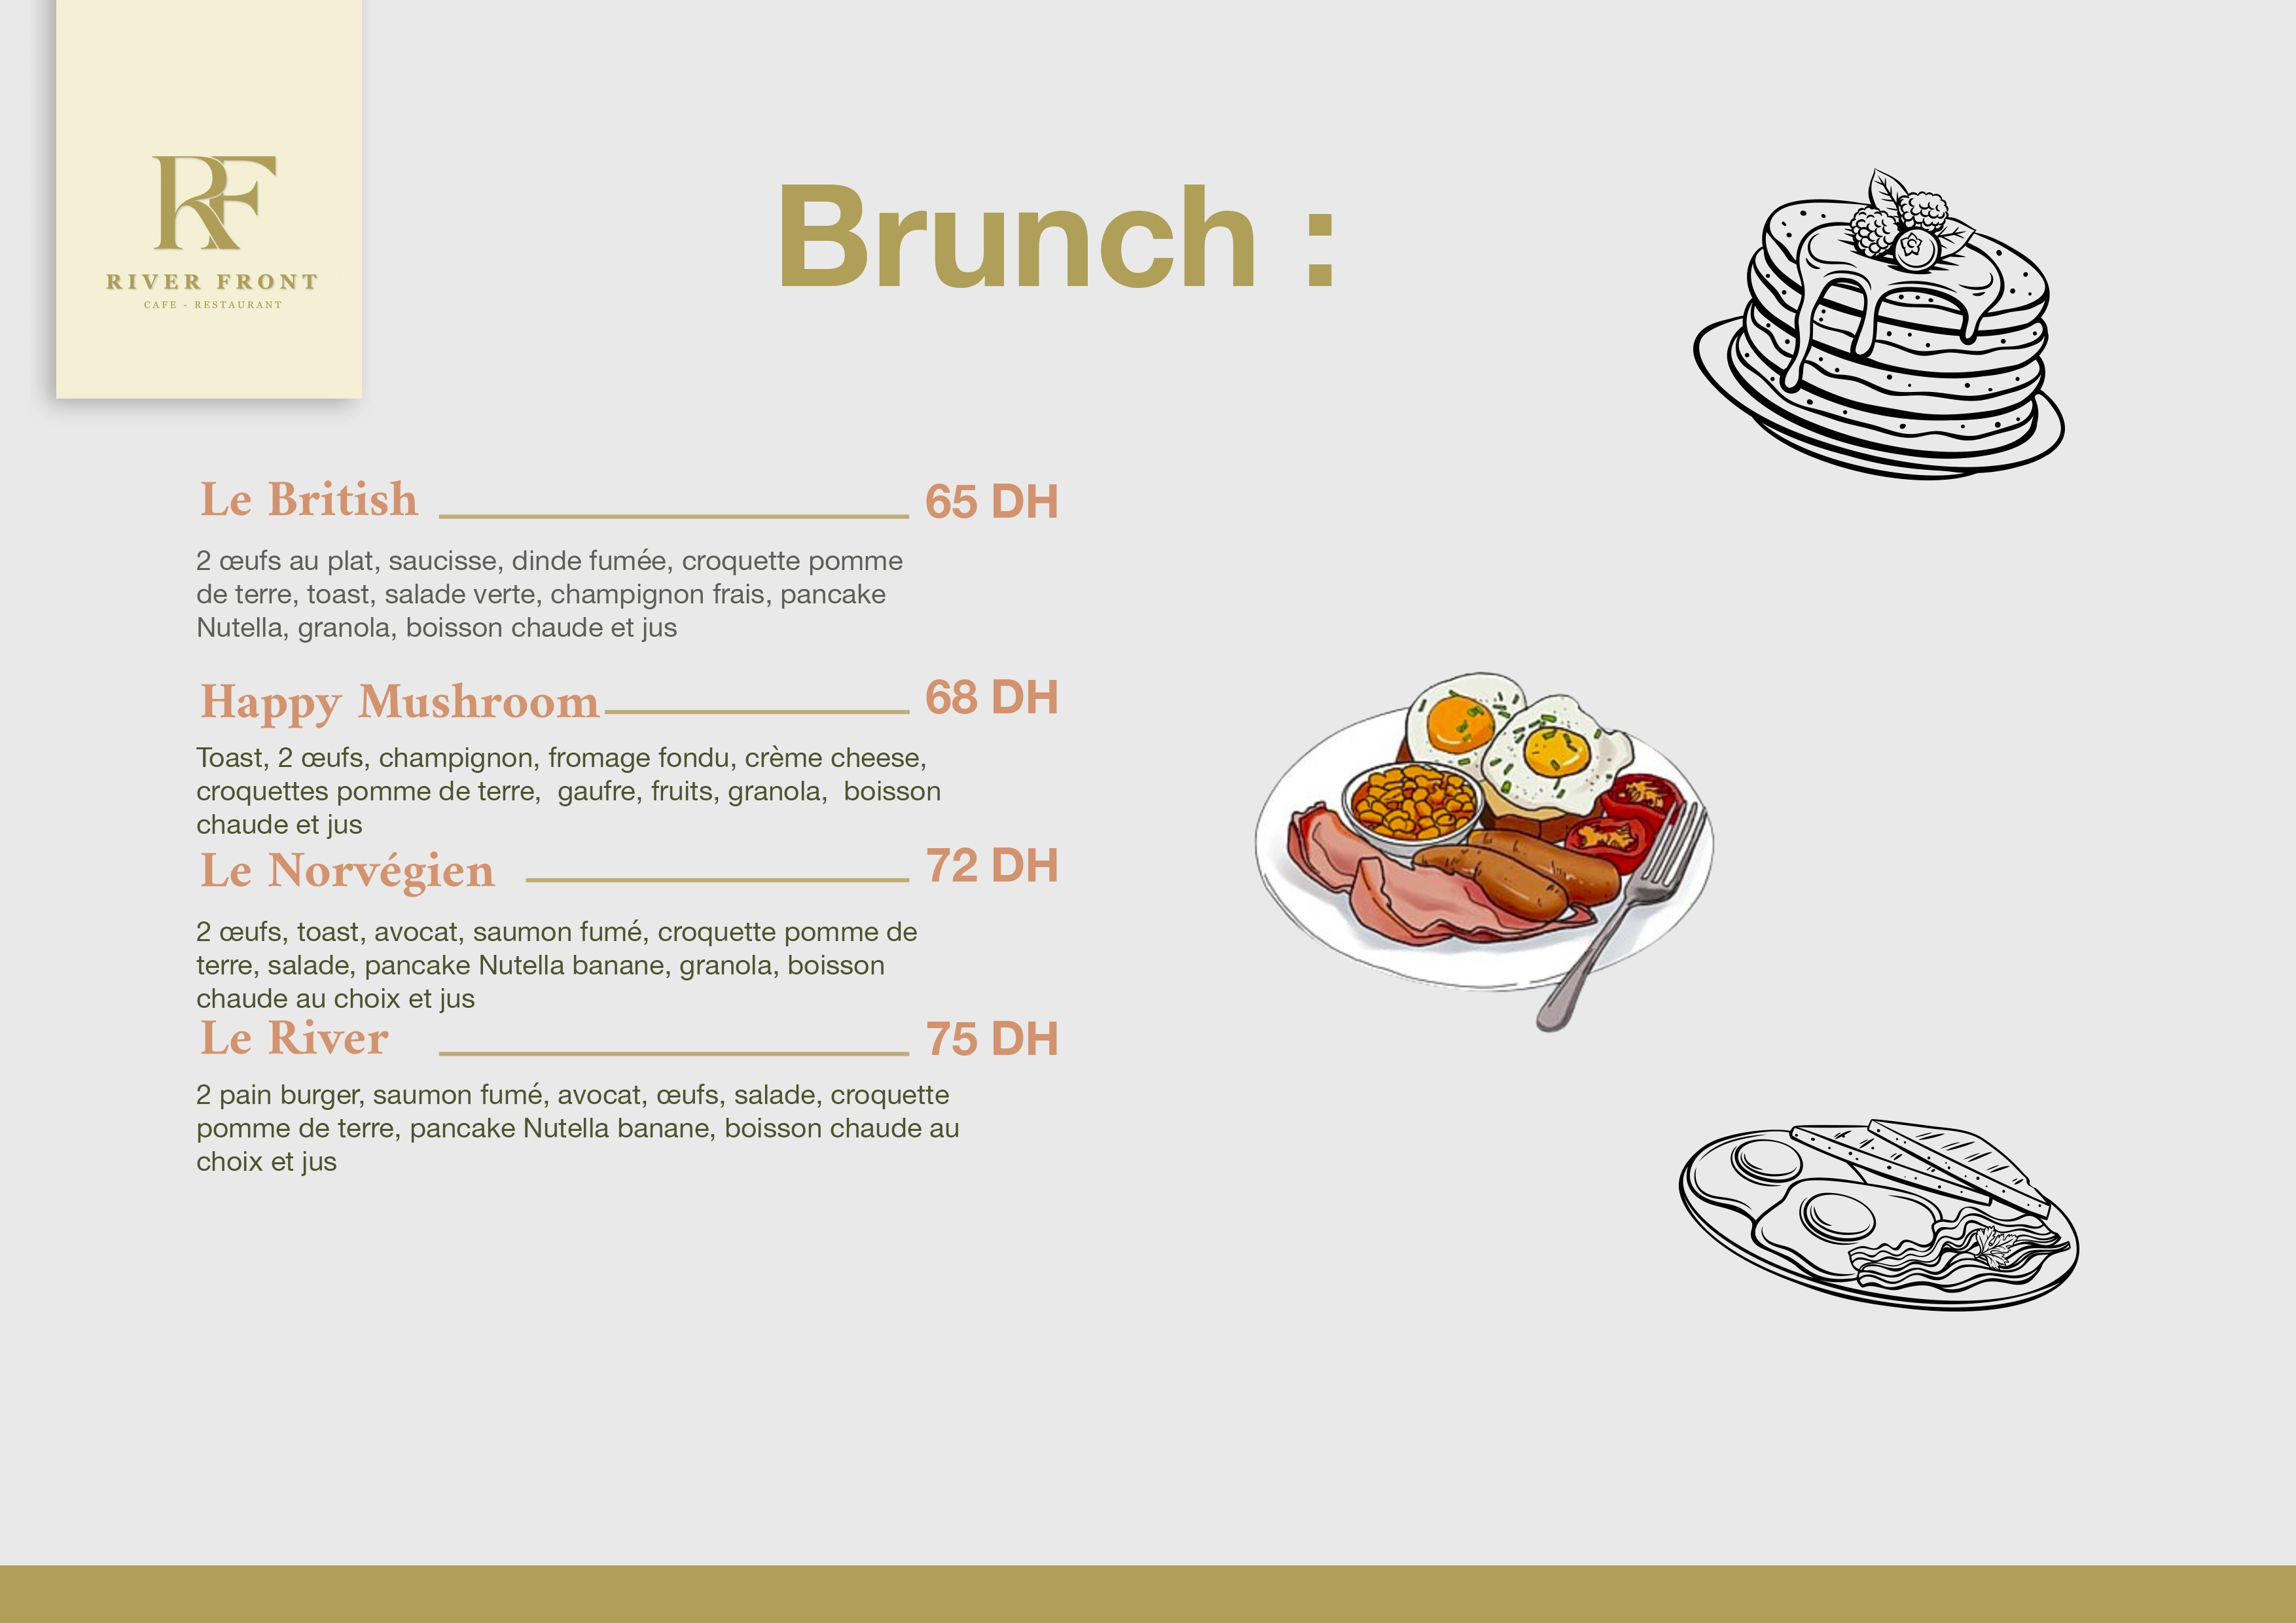 RF
RIVER FRONT
CAFE - RESTAURANT
Brunch :
Le British 65 DH
2 œufs au plat, saucisse, dinde fumée, croquette pomme
de terre, toast, salade verte, champignon frais, pancake
Nutella, granola, boisson chaude et jus
Happy Mushroom 68 DH
Toast, 2 œufs, champignon, fromage fondu, crème cheese,
croquettes pomme de terre,  gaufre, fruits, granola,  boisson
chaude et jus
Le Norvégien 72 DH
2 œufs, toast, avocat, saumon fumé, croquette pomme de
terre, salade, pancake Nutella banane, granola, boisson
chaude au choix et jus
Le River 75 DH
2 pain burger, saumon fumé, avocat, œufs, salade, croquette
pomme de terre, pancake Nutella banane, boisson chaude au
choix et jus